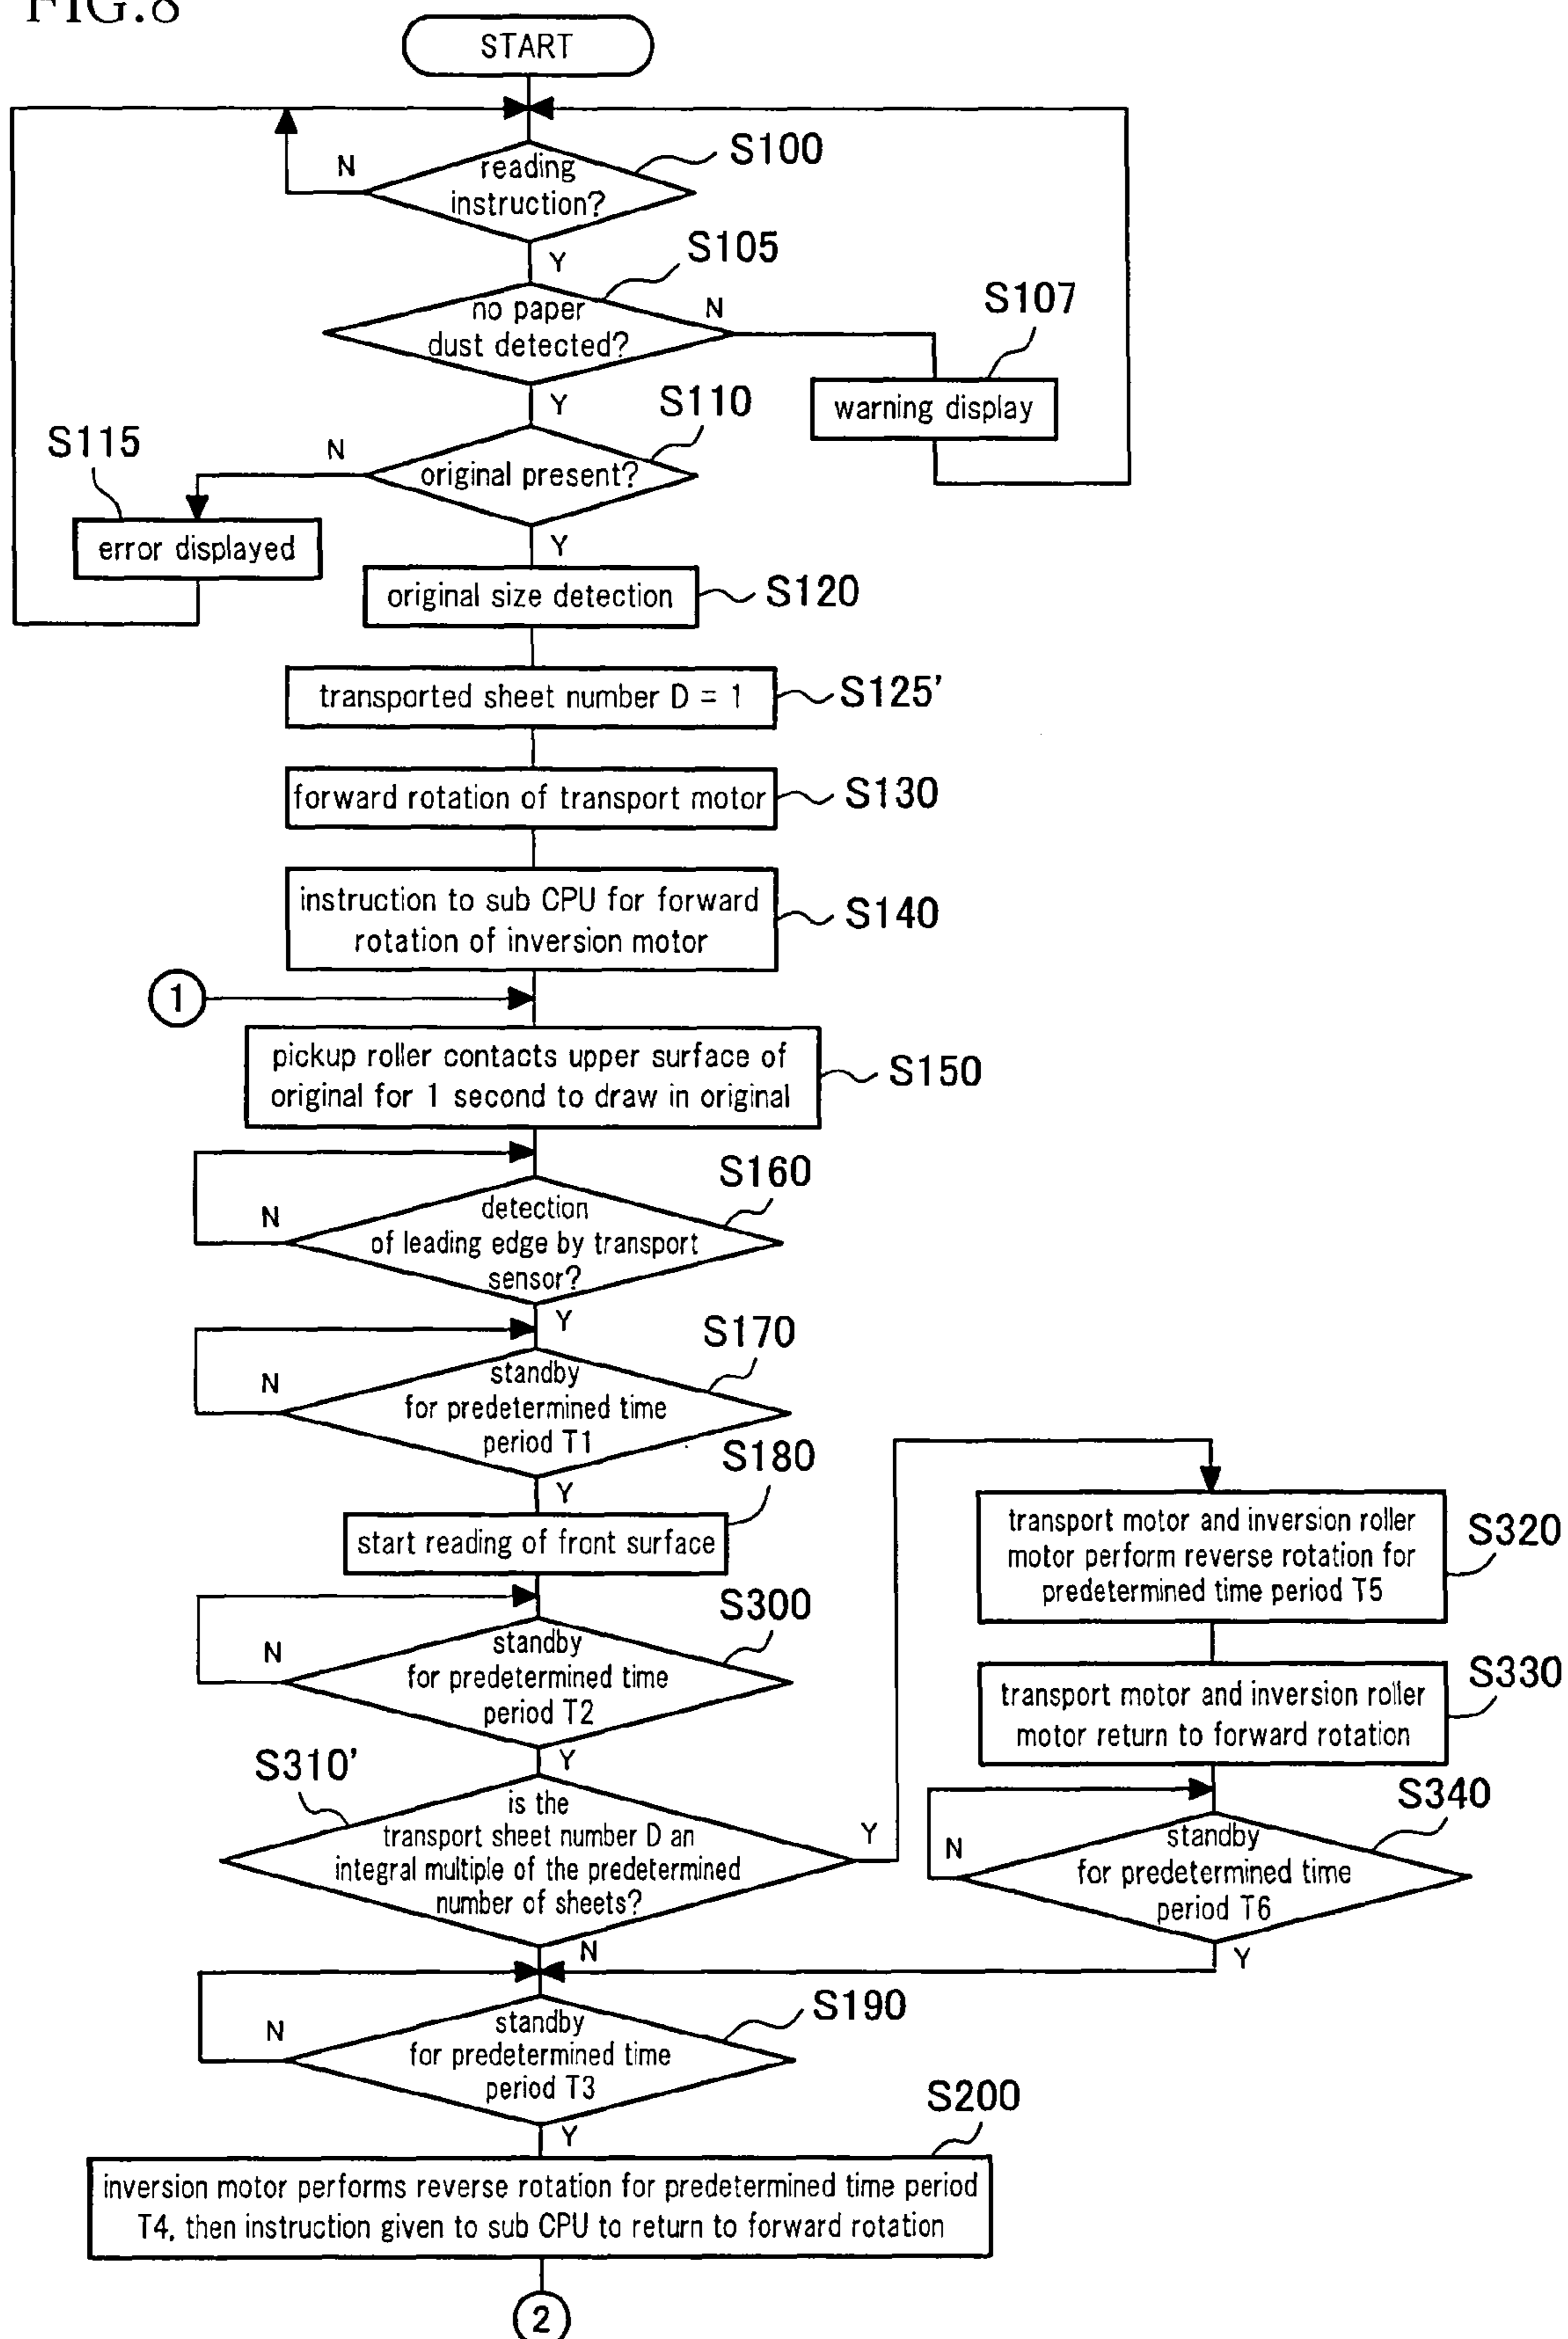 FIG.8
START
S100
reading
instruction?
N
Y
S105
no paper
dust detected?
N
Y
S107
warning display
S110
original present?
N
Y
S115
error displayed
original size detection
S120
transported sheet number D = 1
S125'
forward rotation of transport motor
S130
instruction to sub CPU for forward
rotation of inversion motor
S140
1
pickup roller contacts upper surface of
original for 1 second to draw in original
S150
S160
detection
of leading edge by transport
sensor?
N
Y
S170
standby
for predetermined time
period T1
N
Y
S180
start reading of front surface
S300
standby
for predetermined time
period T2
N
Y
S310'
is the
transport sheet number D an
integral multiple of the predetermined
number of sheets?
Y
N
transport motor and inversion roller
motor perform reverse rotation for
predetermined time period T5
S320
transport motor and inversion roller
motor return to forward rotation
S330
S340
standby
for predetermined time
period T6
N
Y
S190
standby
for predetermined time
period T3
N
Y
S200
inversion motor performs reverse rotation for predetermined time period
T4, then instruction given to sub CPU to return to forward rotation
2